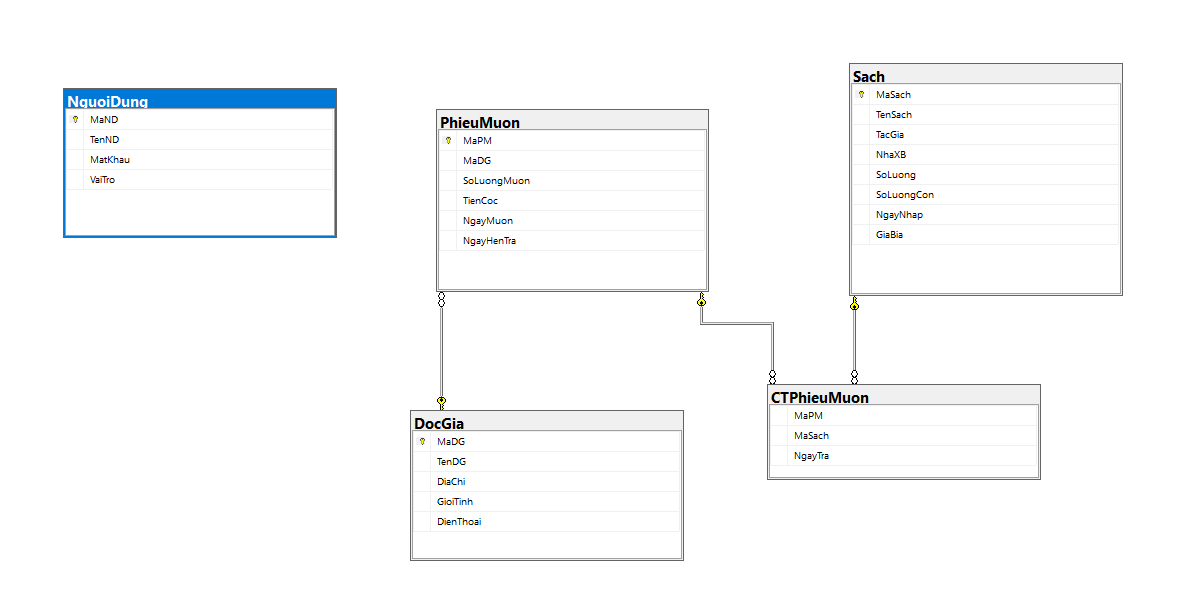 NguoiDung
MaND
TenND
MatKhau
VaiTro
PhieuMuon
MaPM
MaDG
SoLuongMuon
TienCoc
NgayMuon
NgayHenTra
Sach
MaSach
TenSach
TacGia
NhaXB
SoLuong
SoLuongCon
NgayNhap
GiaBia
DocGia
MaDG
TenDG
DiaChi
GioiTinh
DienThoai
CTPhieuMuon
MaPM
MaSach
NgayTra